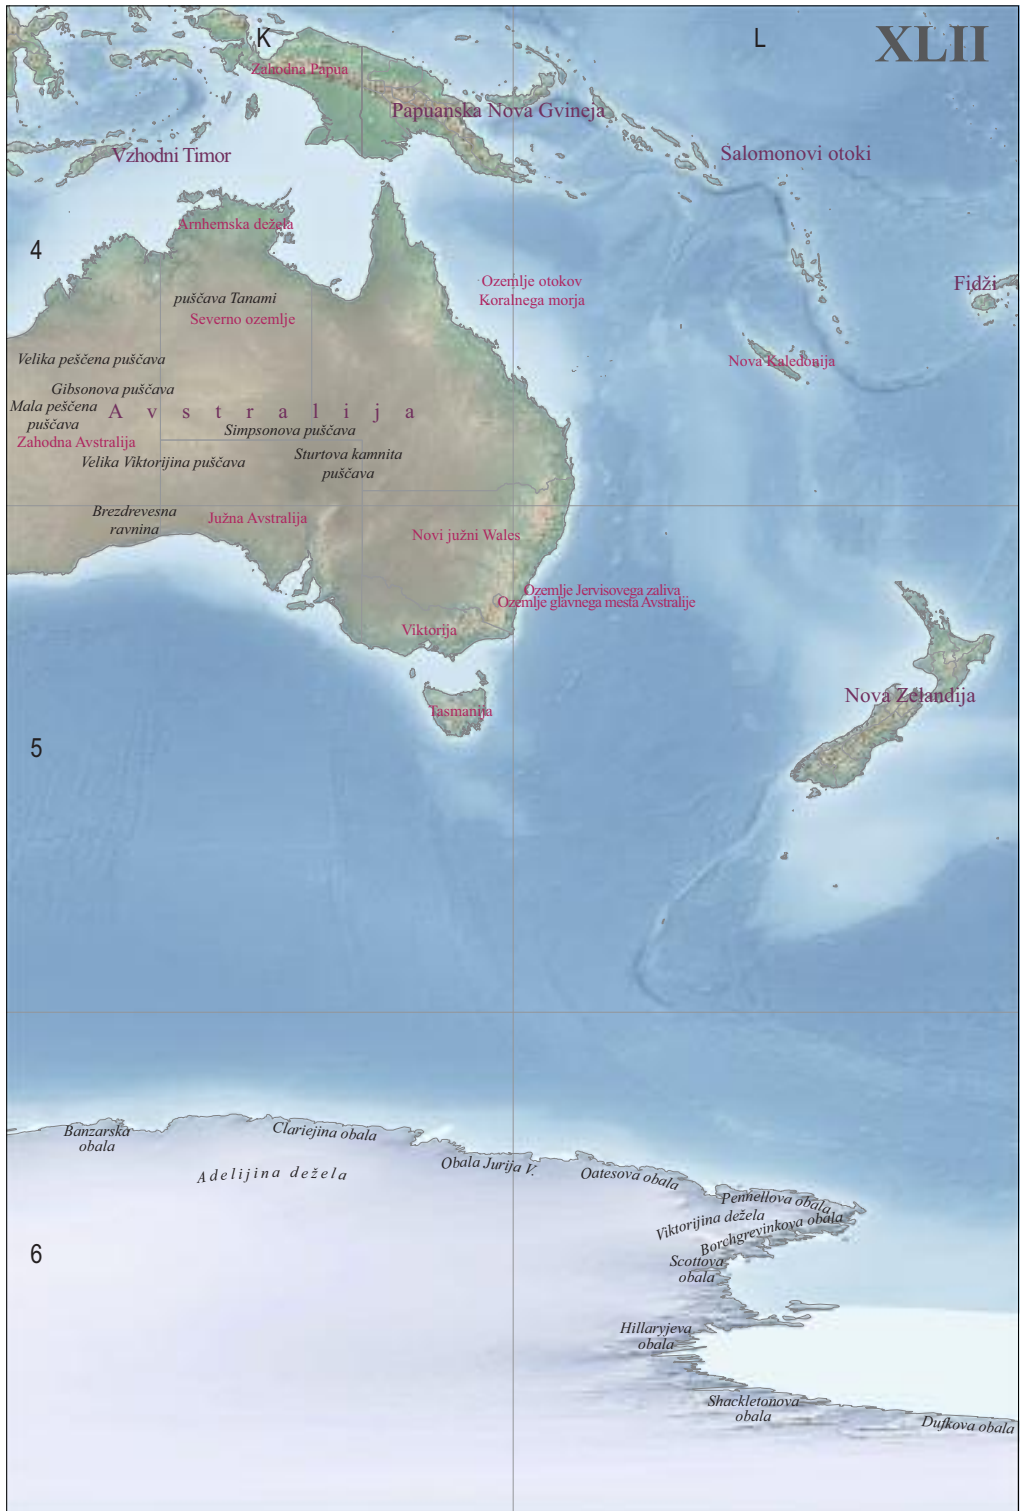 K
L
XLII
Zahodna Papua
Papuanska Nova Gvineja
Vzhodni Timor
Salomonovi otoki
Arnhemska dežela
4
Ozemlje otokov
Koralnega morja
Fidži
puščava Tanami
Severno ozemlje
Velika peščena puščava
Nova Kaledonija
Gibsonova puščava
Mala peščena
puščava
Avstralija
Simpsonova puščava
Zahodna Avstralija
Velika Viktorijina puščava
Sturtova kamnita
puščava
Brezdrevesna
ravnina
Južna Avstralija
Novi južni Wales
Ozemlje Jervisovega zaliva
Ozemlje glavnega mesta Avstralije
Viktorija
Nova Zelandija
Tasmanija
5
Banzarska
obala
Clariejina obala
Adelijina dežela
Obala Jurija V.
Oatesova obala
Pennellova obala
Viktorijina dežela
Borchgrevinkova obala
6
Scottova
obala
Hillaryjeva
obala
Shackletonova
obala
Dufkova obala